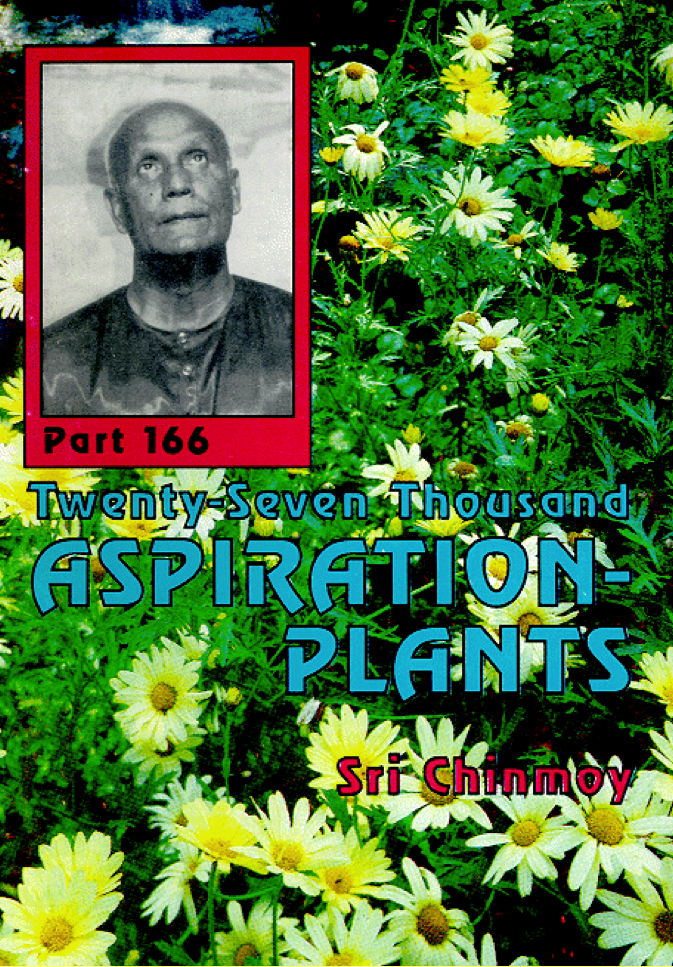 Part 166
Twenty-Seven Thousand
ASPIRATION-
PLANTS
Sri Chinmoy